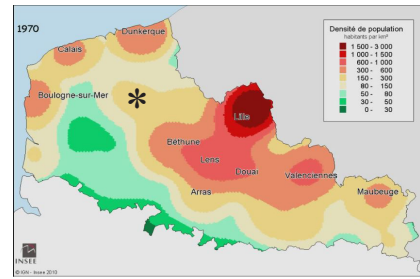 1970
Dunkerque
Calais
Boulogne-sur-Mer
Lille
Béthune
Lens
Douai
Valenciennes
Arras
Maubeuge
Densité de population
habitants par km²
1 500 - 3 000
1 000 - 1 500
600 - 1 000
300 - 600
150 - 300
80 - 150
50 - 80
30 - 50
0 - 30
INSEE
© IGN - Insee 2010